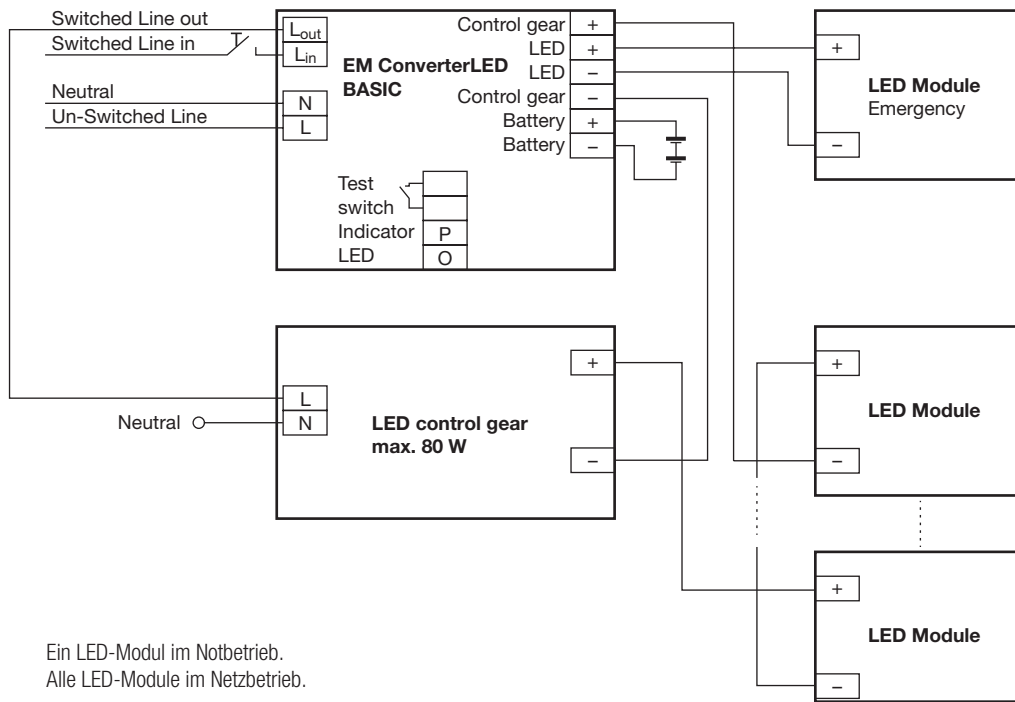 Switched Line out
Switched Line in
Neutral
Un-Switched Line
Lout
Lin
N
L
EM ConverterLED
BASIC
Control gear +
LED +
LED −
Control gear −
Battery +
Battery −
Test
switch
Indicator P
LED O
+
LED Module
Emergency
−
L
N
Neutral
LED control gear
max. 80 W
+
−
+
LED Module
−
+
LED Module
−
Ein LED-Modul im Notbetrieb.
Alle LED-Module im Netzbetrieb.